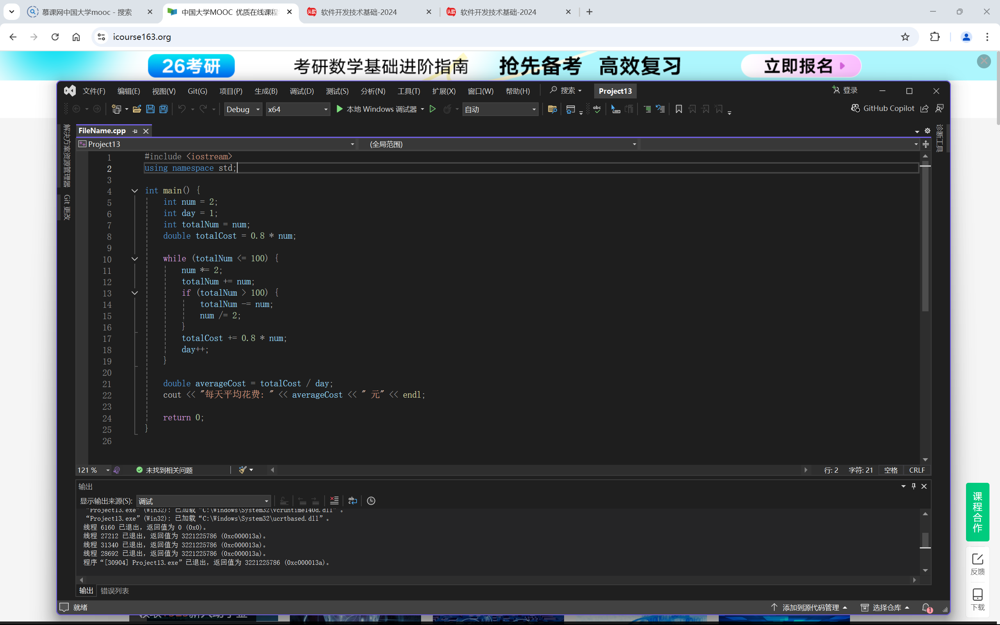 慕课网中国大学mooc - 搜索
中国大学MOOC 优质在线课程
软件开发技术基础-2024
软件开发技术基础-2024
icourse163.org
26考研
考研数学基础进阶指南
抢先备考 高效复习
立即报名
文件(F) 编辑(E) 视图(V) Git(G) 项目(P) 生成(B) 调试(D) 测试(S) 分析(N) 工具(T) 扩展(X) 窗口(W) 帮助(H) 搜索 Project13 登录
Debug x64 本地 Windows 调试器 自动 abc GitHub Copilot
解决方案资源管理器
Git 更改
诊断工具
FileName.cpp
Project13 (全局范围)
1 #include <iostream>
2 using namespace std;
3
4 int main() {
5 int num = 2;
6 int day = 1;
7 int totalNum = num;
8 double totalCost = 0.8 * num;
9
10 while (totalNum <= 100) {
11 num *= 2;
12 totalNum += num;
13 if (totalNum > 100) {
14 totalNum -= num;
15 num /= 2;
16 }
17 totalCost += 0.8 * num;
18 day++;
19 }
20
21 double averageCost = totalCost / day;
22 cout << "每天平均花费: " << averageCost << " 元" << endl;
23
24 return 0;
25 }
26
121 % 未找到相关问题 行: 2 字符: 21 空格 CRLF
输出
显示输出来源(S): 调试
“Project13.exe” (Win32): 已加载 “C:\Windows\System32\vcruntime140d.dll”。
“Project13.exe” (Win32): 已加载 “C:\Windows\System32\ucrtbased.dll”。
线程 6160 已退出，返回值为 0 (0x0)。
线程 27212 已退出，返回值为 3221225786 (0xc000013a)。
线程 31340 已退出，返回值为 3221225786 (0xc000013a)。
线程 28692 已退出，返回值为 3221225786 (0xc000013a)。
程序“[30904] Project13.exe”已退出，返回值为 3221225786 (0xc000013a)。
输出 错误列表
就绪 添加到源代码管理 选择仓库 1
课程合作
反馈
下载